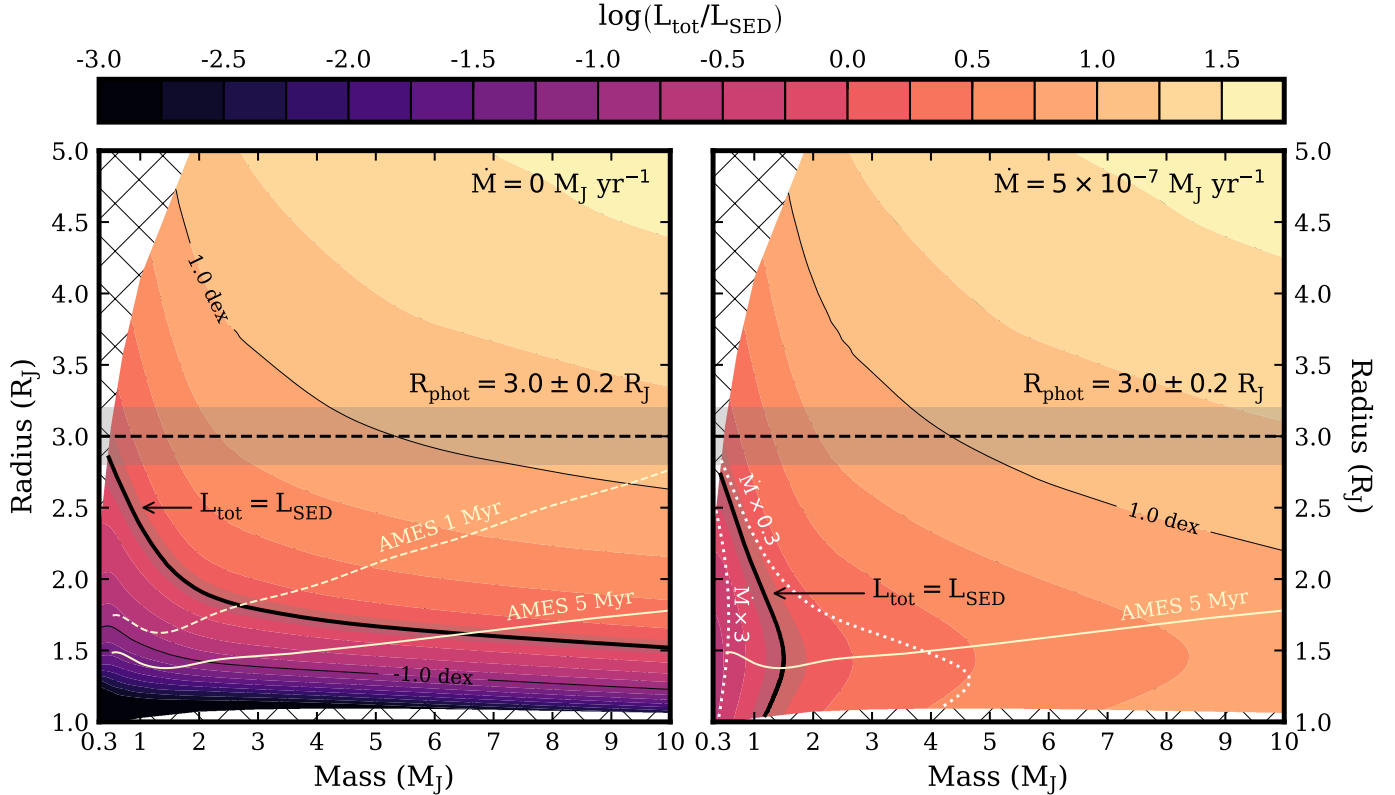 log(L_tot/L_SED)
-3.0 -2.5 -2.0 -1.5 -1.0 -0.5 0.0 0.5 1.0 1.5
Ṁ = 0 M_J yr⁻¹
1.0 dex
R_phot = 3.0 ± 0.2 R_J
L_tot = L_SED
AMES 1 Myr
AMES 5 Myr
-1.0 dex
5.0
4.5
4.0
3.5
3.0
2.5
2.0
1.5
1.0
Radius (R_J)
0.3 1 2 3 4 5 6 7 8 9 10
Mass (M_J)
Ṁ = 5 × 10⁻⁷ M_J yr⁻¹
R_phot = 3.0 ± 0.2 R_J
Ṁ × 0.3
1.0 dex
L_tot = L_SED
Ṁ × 3
AMES 5 Myr
5.0
4.5
4.0
3.5
3.0
2.5
2.0
1.5
1.0
Radius (R_J)
0.3 1 2 3 4 5 6 7 8 9 10
Mass (M_J)